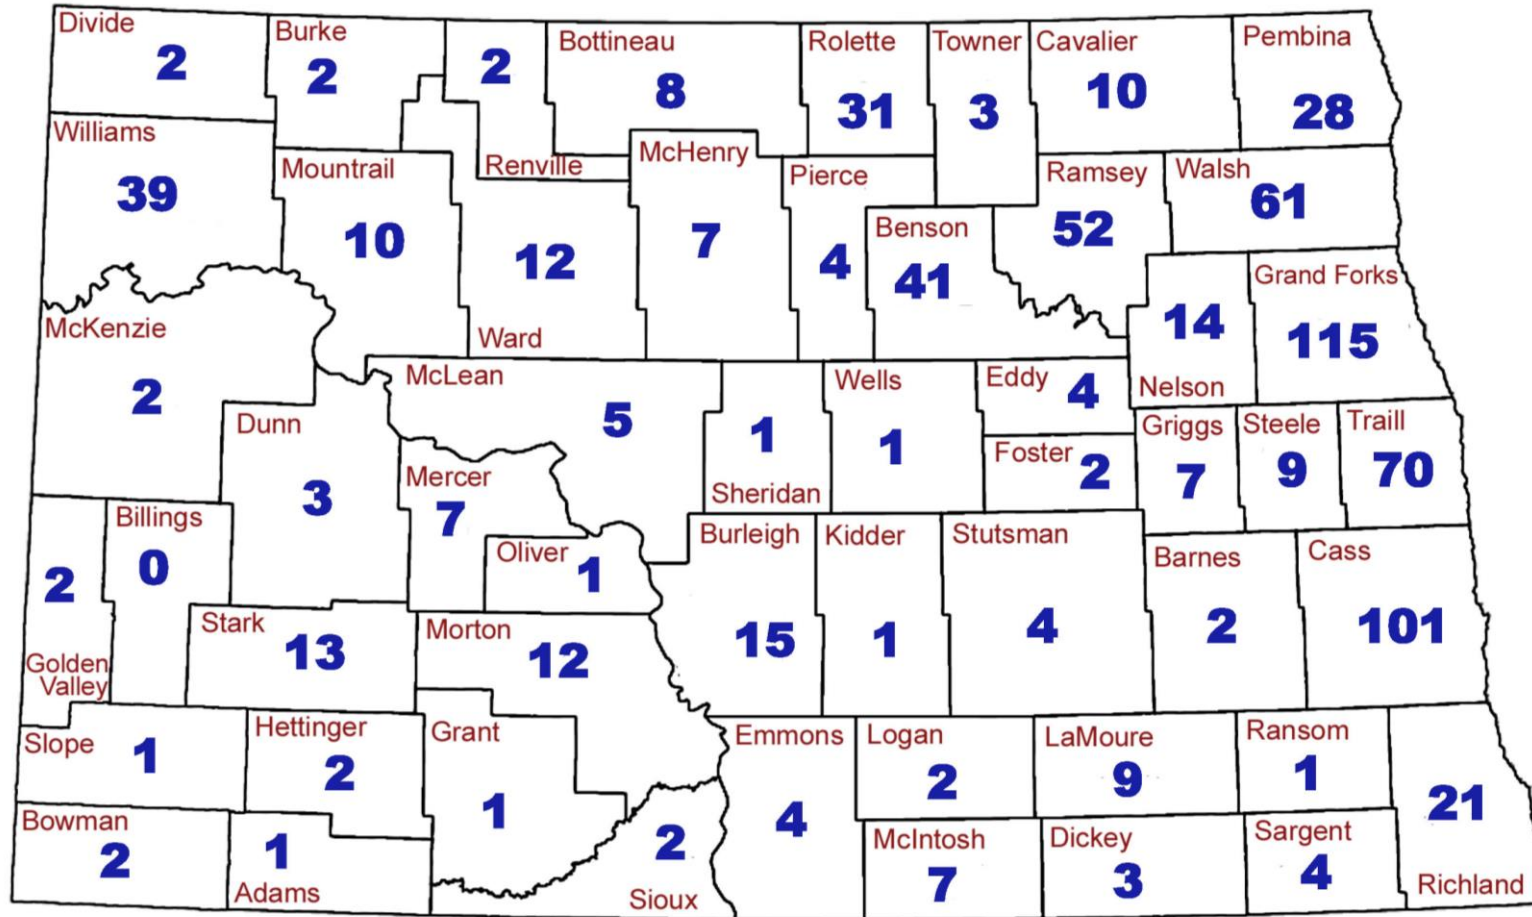 Divide
2
Burke
2
2
Renville
Bottineau
8
Rolette
31
Towner
3
Cavalier
10
Pembina
28
Williams
39
Mountrail
10
12
Ward
McHenry
7
Pierce
4
Benson
41
Ramsey
52
Walsh
61
14
Nelson
Grand Forks
115
McKenzie
2
Dunn
3
McLean
5
Mercer
7
Oliver
1
1
Sheridan
Wells
1
Eddy 4
Foster 2
Griggs
7
Steele
9
Traill
70
2
Golden
Valley
Billings
0
Stark
13
Morton
12
Burleigh
15
Kidder
1
Stutsman
4
Barnes
2
Cass
101
Slope 1
Hettinger
2
Grant
1
Emmons
4
Logan
2
LaMoure
9
Ransom
1
21
Richland
Bowman
2
1
Adams
2
Sioux
McIntosh
7
Dickey
3
Sargent
4